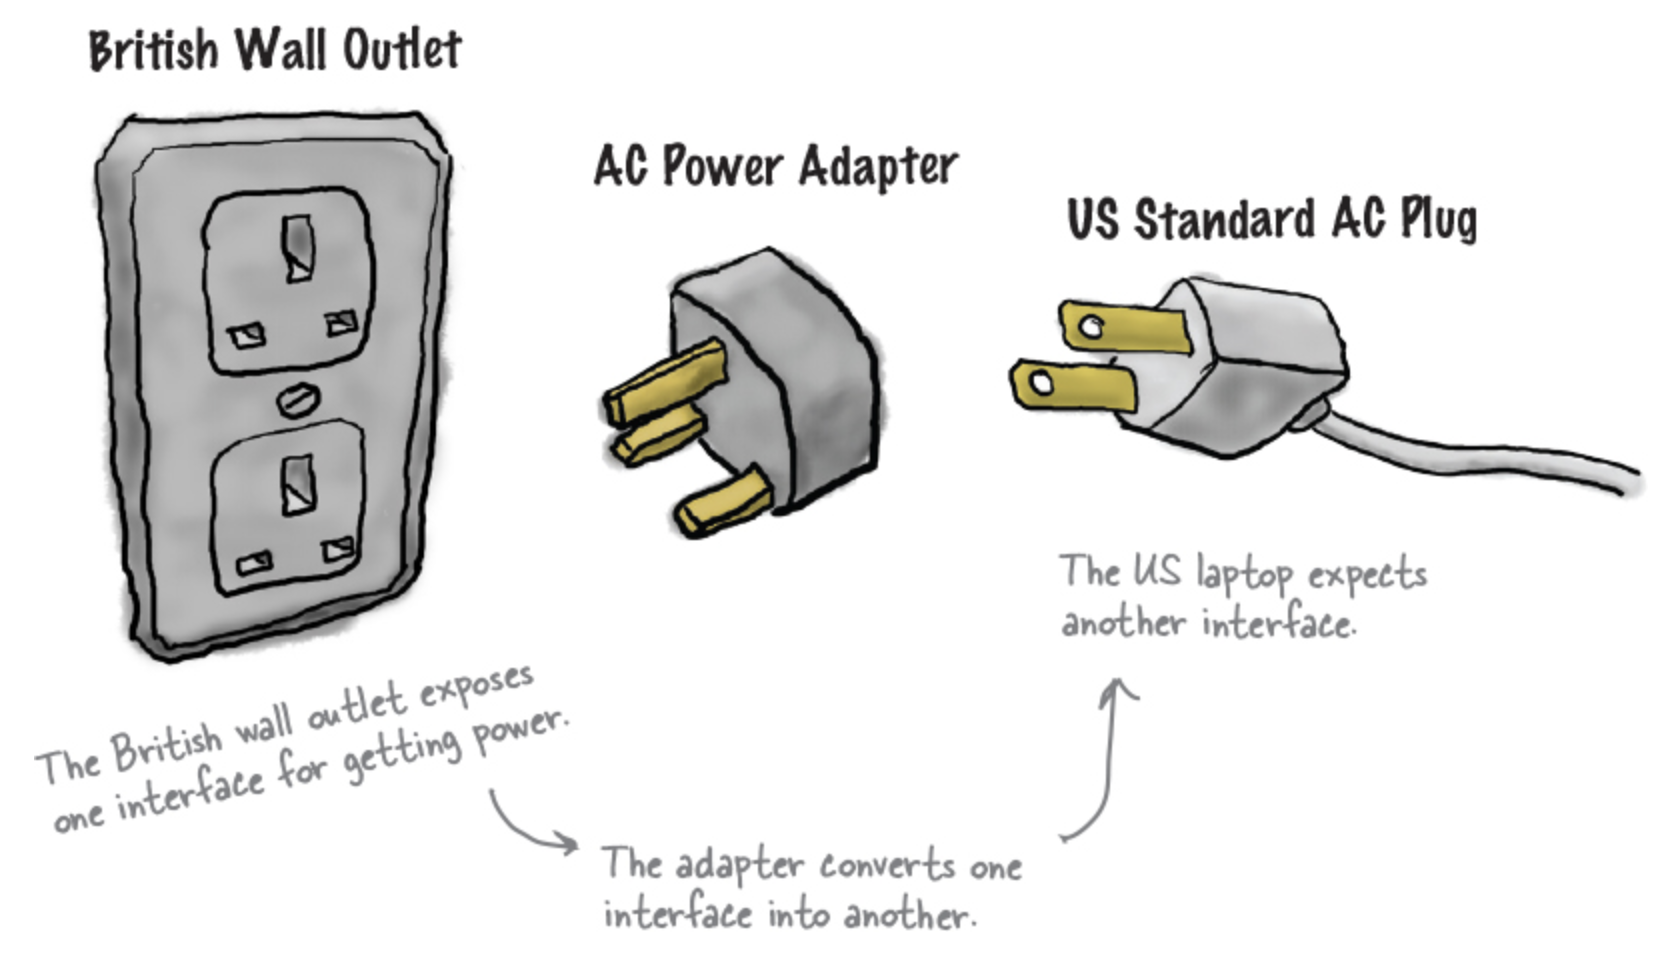 British Wall Outlet
AC Power Adapter
US Standard AC Plug
The British wall outlet exposes
one interface for getting power.
The adapter converts one
interface into another.
The US laptop expects
another interface.